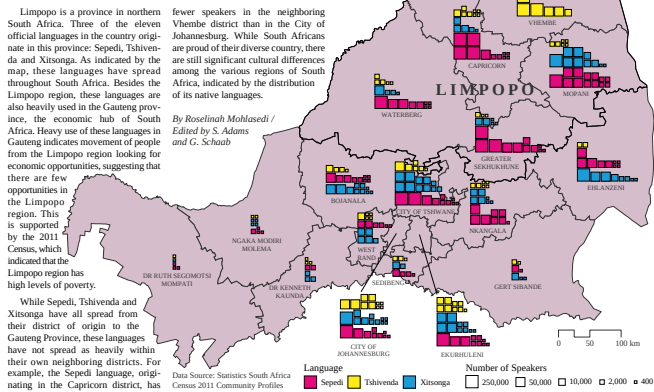 Limpopo is a province in northern
South Africa. Three of the eleven
official languages in the country origi-
nate in this province: Sepedi, Tshiven-
da and Xitsonga. As indicated by the
map, these languages have spread
throughout South Africa. Besides the
Limpopo region, these languages are
also heavily used in the Gauteng prov-
ince, the economic hub of South
Africa. Heavy use of these languages in
Gauteng indicates movement of people
from the Limpopo region looking for
economic opportunities, suggesting that
there are few
opportunities in
the Limpopo
region. This
is supported
by the 2011
Census, which
indicated that the
Limpopo region has
high levels of poverty.
While Sepedi, Tshivenda and
Xitsonga have all spread from
their district of origin to the
Gauteng Province, these languages
have not spread as heavily within
their own neighboring districts. For
example, the Sepedi language, origi-
nating in the Capricorn district, has
fewer speakers in the neighboring
Vhembe district than in the City of
Johannesburg. While South Africans
are proud of their diverse country, there
are still significant cultural differences
among the various regions of South
Africa, indicated by the distribution
of its native languages.
By Roselinah Mohlasedi /
Edited by S. Adams
and G. Schaab
VHEMBE
CAPRICORN
LIMPOPO
MOPANI
WATERBERG
GREATER
SEKHUKHUNE
EHLANZENI
BOJANALA
CITY OF TSHWANE
NKANGALA
NGAKA MODIRI
MOLEMA
WEST
RAND
DR RUTH SEGOMOTSI
MOMPATI
DR KENNETH
KAUNDA
SEDIBENG
GERT SIBANDE
CITY OF
JOHANNESBURG
EKURHULENI
0 50 100 km
Data Source: Statistics South Africa
Census 2011 Community Profiles
Language
Sepedi Tshivenda Xitsonga
Number of Speakers
250,000 50,000 10,000 2,000 400